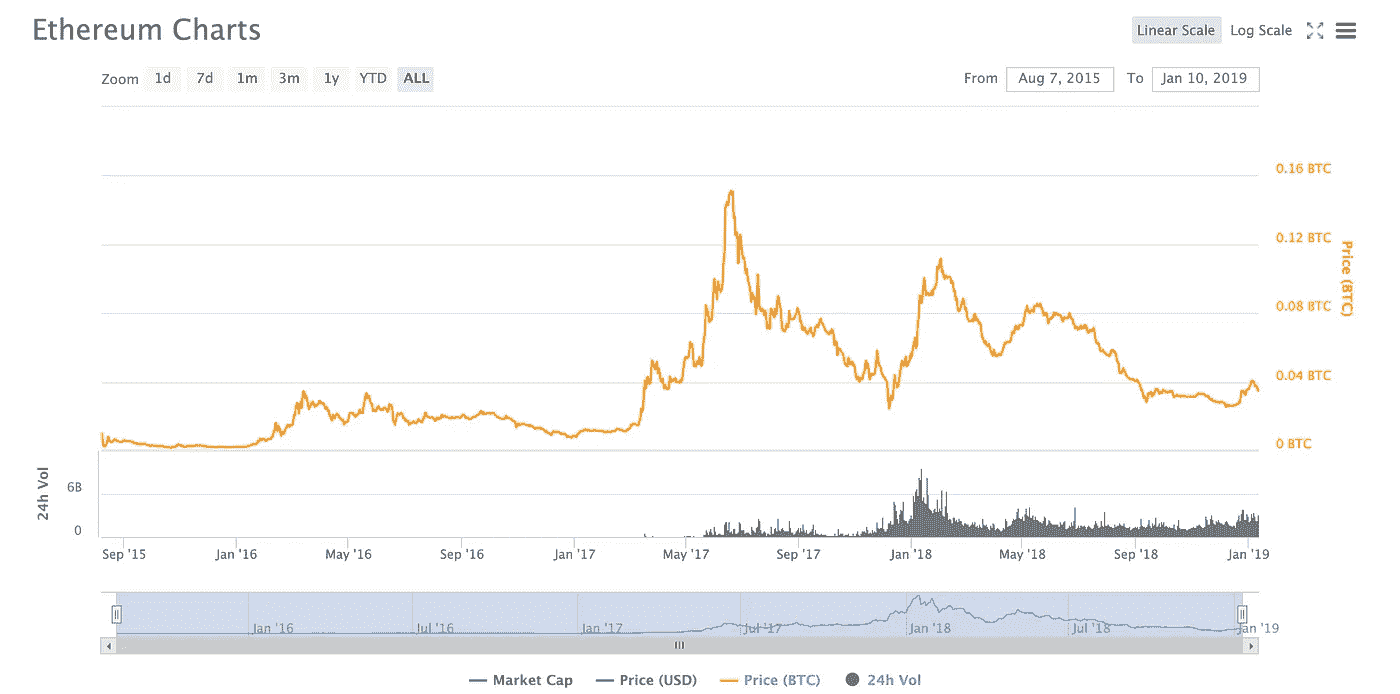 Ethereum Charts
Linear Scale Log Scale
Zoom 1d 7d 1m 3m 1y YTD ALL
From Aug 7, 2015 To Jan 10, 2019
0.16 BTC
0.12 BTC
0.08 BTC
0.04 BTC
0 BTC
Price (BTC)
24h Vol
6B
0
Sep '15 Jan '16 May '16 Sep '16 Jan '17 May '17 Sep '17 Jan '18 May '18 Sep '18 Jan '19
Jan '16 Jul '16 Jan '17 Jul '17 Jan '18 Jul '18 Jan '19
Market Cap Price (USD) Price (BTC) 24h Vol